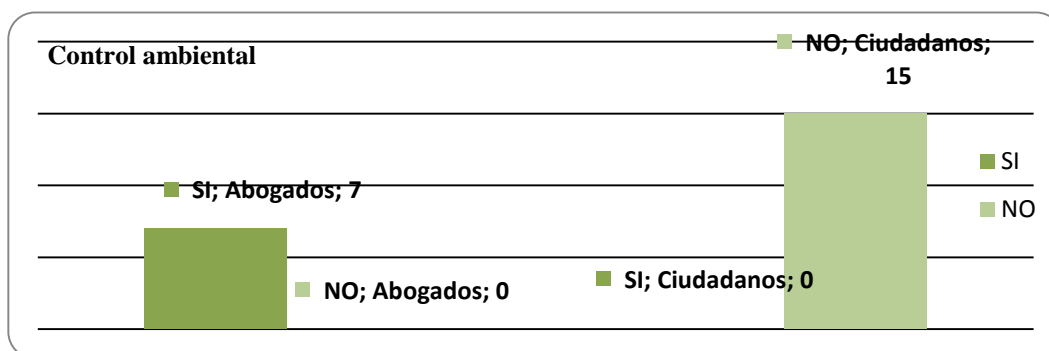 Control ambiental
NO; Ciudadanos;
15
SI; Abogados; 7
NO; Abogados; 0
SI; Ciudadanos; 0
SI
NO